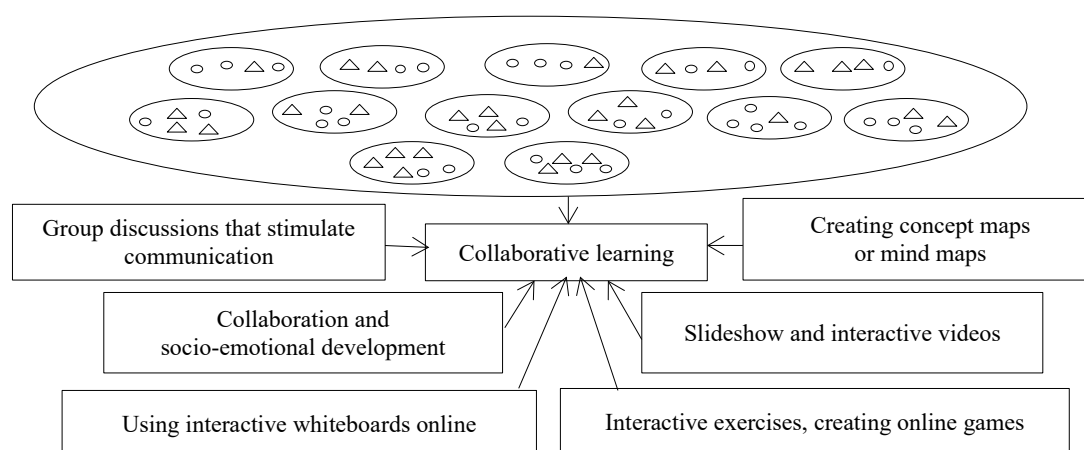 Group discussions that stimulate
communication
Collaborative learning
Creating concept maps
or mind maps
Collaboration and
socio-emotional development
Slideshow and interactive videos
Using interactive whiteboards online
Interactive exercises, creating online games